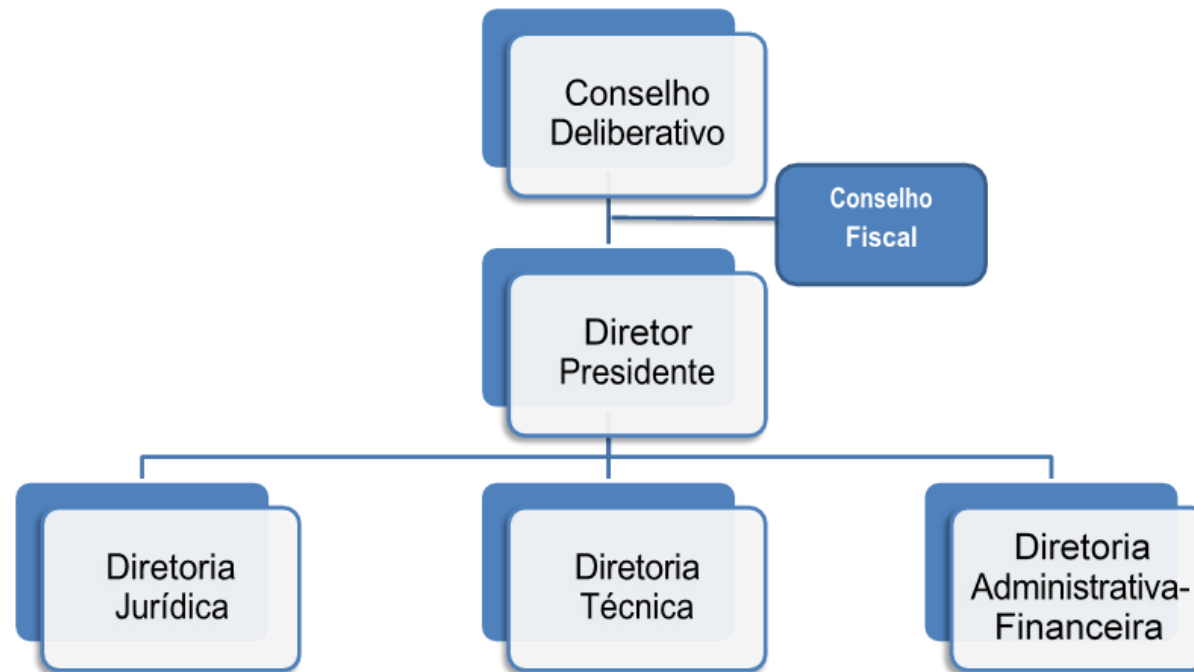 Conselho
Deliberativo
Conselho
Fiscal
Diretor
Presidente
Diretoria
Jurídica
Diretoria
Técnica
Diretoria
Administrativa-
Financeira